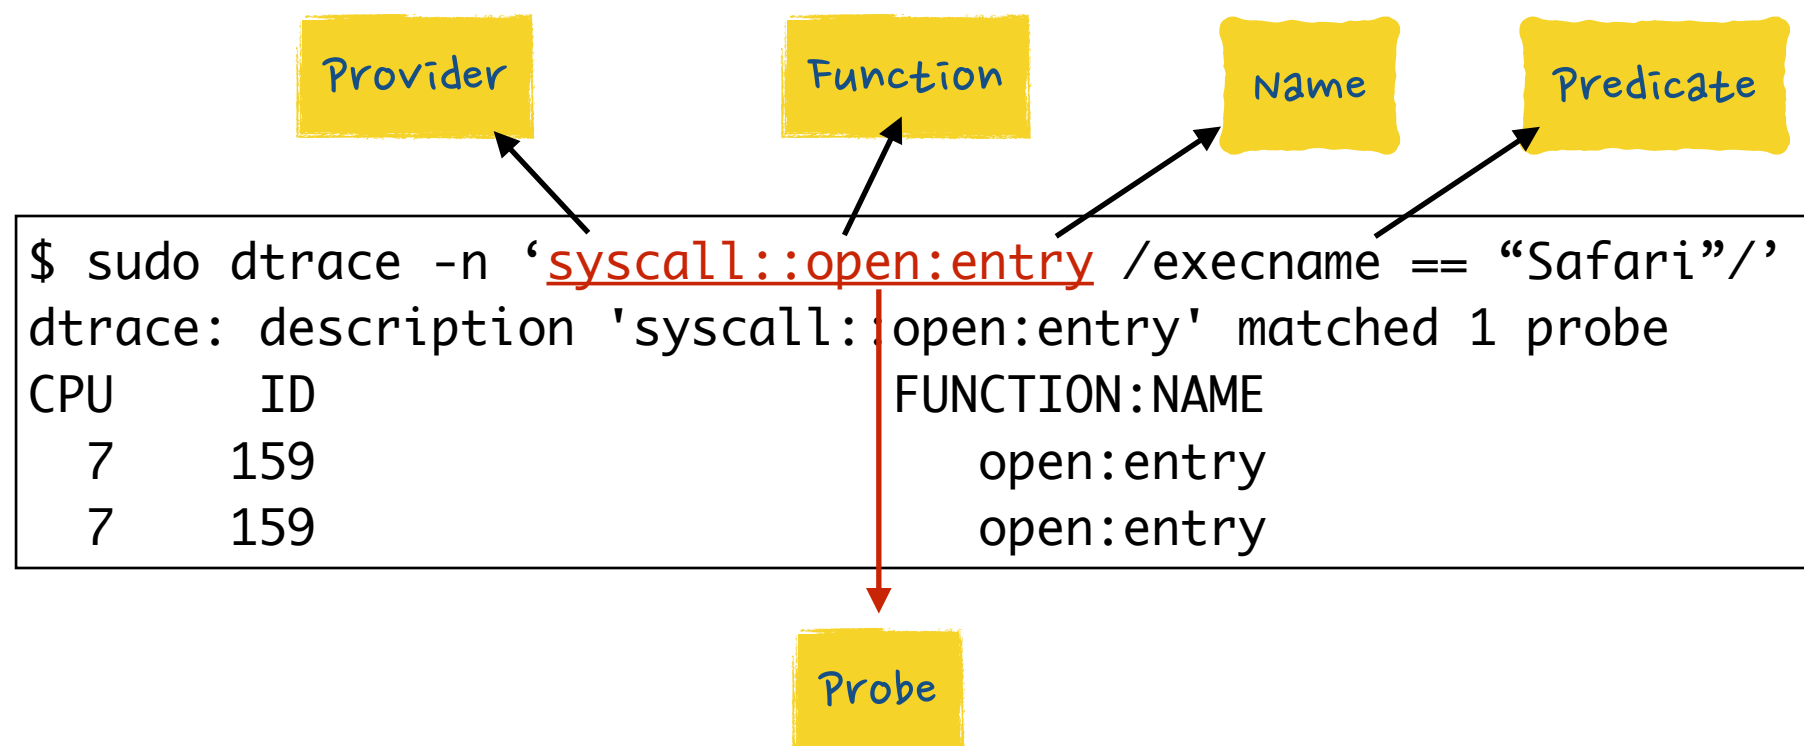 Provider
Function
Name
Predicate
$ sudo dtrace -n ‘syscall::open:entry /execname == “Safari”/’
dtrace: description 'syscall::open:entry' matched 1 probe
CPU     ID                    FUNCTION:NAME
7    159                       open:entry
7    159                       open:entry
Probe